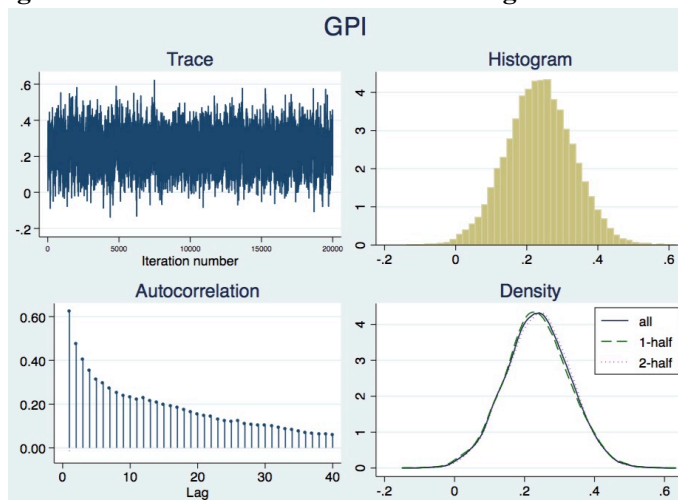 GPI
Trace
.6
.4
.2
0
-.2
0 5000 10000 15000 20000
Iteration number
Histogram
4
3
2
1
0
-.2 0 .2 .4 .6
Autocorrelation
0.60
0.40
0.20
0.00
0 10 20 30 40
Lag
Density
all
1-half
2-half
4
3
2
1
0
-.2 0 .2 .4 .6